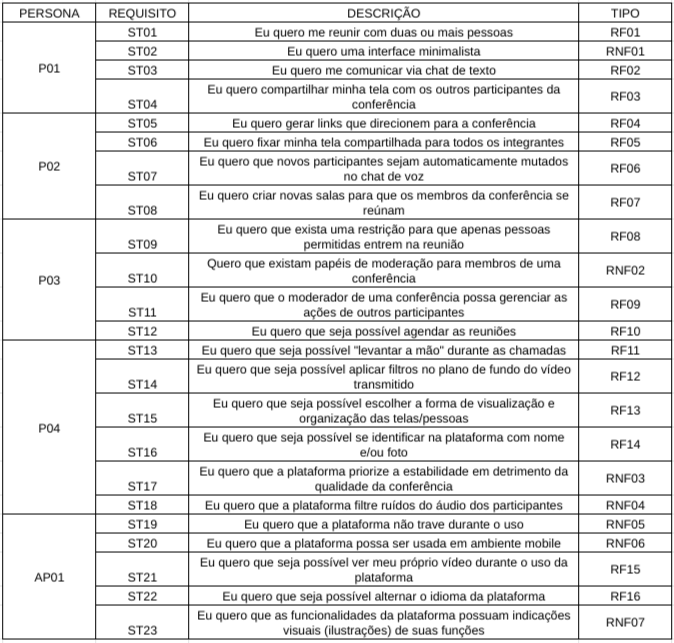 PERSONA REQUISITO DESCRIÇÃO TIPO
P01
ST01 Eu quero me reunir com duas ou mais pessoas RF01
ST02 Eu quero uma interface minimalista RNF01
ST03 Eu quero me comunicar via chat de texto RF02
ST04 Eu quero compartilhar minha tela com os outros participantes da
conferência RF03
P02
ST05 Eu quero gerar links que direcionem para a conferência RF04
ST06 Eu quero fixar minha tela compartilhada para todos os integrantes RF05
ST07 Eu quero que novos participantes sejam automaticamente mutados
no chat de voz RF06
ST08 Eu quero criar novas salas para que os membros da conferência se
reúnam RF07
P03
ST09 Eu quero que exista uma restrição para que apenas pessoas
permitidas entrem na reunião RF08
ST10 Quero que existam papéis de moderação para membros de uma
conferência RNF02
ST11 Eu quero que o moderador de uma conferência possa gerenciar as
ações de outros participantes RF09
ST12 Eu quero que seja possível agendar as reuniões RF10
P04
ST13 Eu quero que seja possível "levantar a mão" durante as chamadas RF11
ST14 Eu quero que seja possível aplicar filtros no plano de fundo do vídeo
transmitido RF12
ST15 Eu quero que seja possível escolher a forma de visualização e
organização das telas/pessoas RF13
ST16 Eu quero que seja possível se identificar na plataforma com nome
e/ou foto RF14
ST17 Eu quero que a plataforma priorize a estabilidade em detrimento da
qualidade da conferência RNF03
ST18 Eu quero que a plataforma filtre ruídos do áudio dos participantes RNF04
AP01
ST19 Eu quero que a plataforma não trave durante o uso RNF05
ST20 Eu quero que a plataforma possa ser usada em ambiente mobile RNF06
ST21 Eu quero que seja possível ver meu próprio vídeo durante o uso da
plataforma RF15
ST22 Eu quero que seja possível alternar o idioma da plataforma RF16
ST23 Eu quero que as funcionalidades da plataforma possuam indicações
visuais (ilustrações) de suas funções RNF07